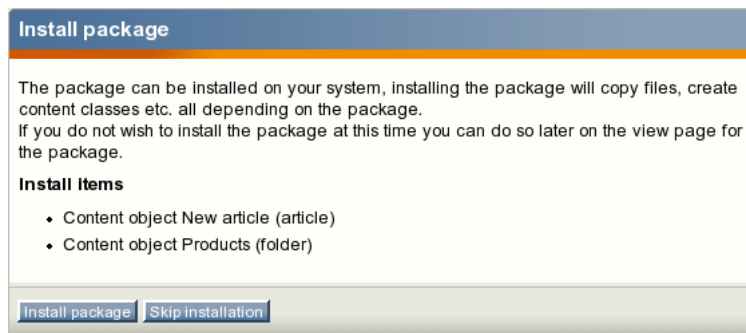 Install package
The package can be installed on your system, installing the package will copy files, create
content classes etc. all depending on the package.
If you do not wish to install the package at this time you can do so later on the view page for
the package.
Install items
• Content object New article (article)
• Content object Products (folder)
Install package Skip installation